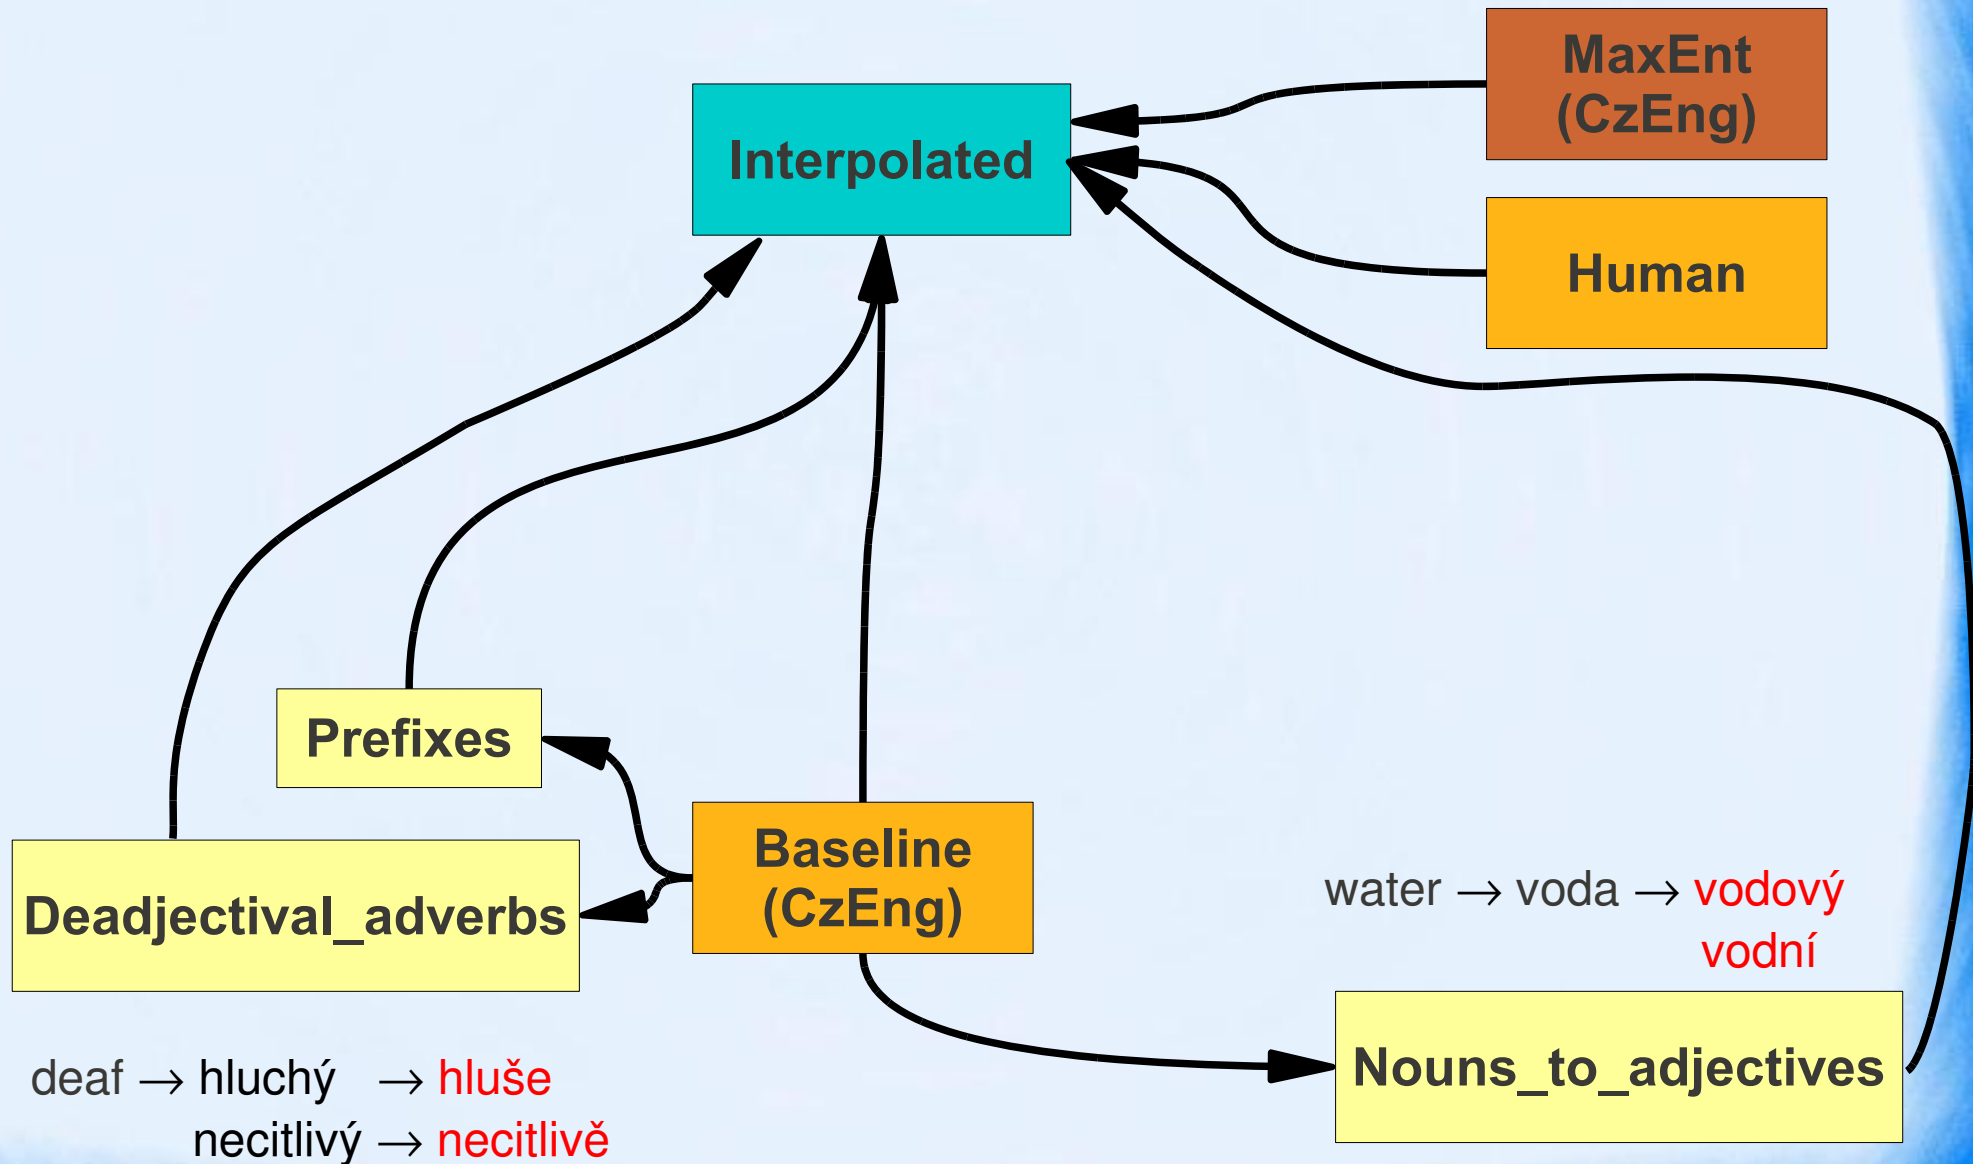 MaxEnt
(CzEng)
Interpolated
Human
Prefixes
Baseline
(CzEng)
Deadjectival_adverbs
water → voda → vodový
vodní
Nouns_to_adjectives
deaf → hluchý → hluše
necitlivý → necitlivě